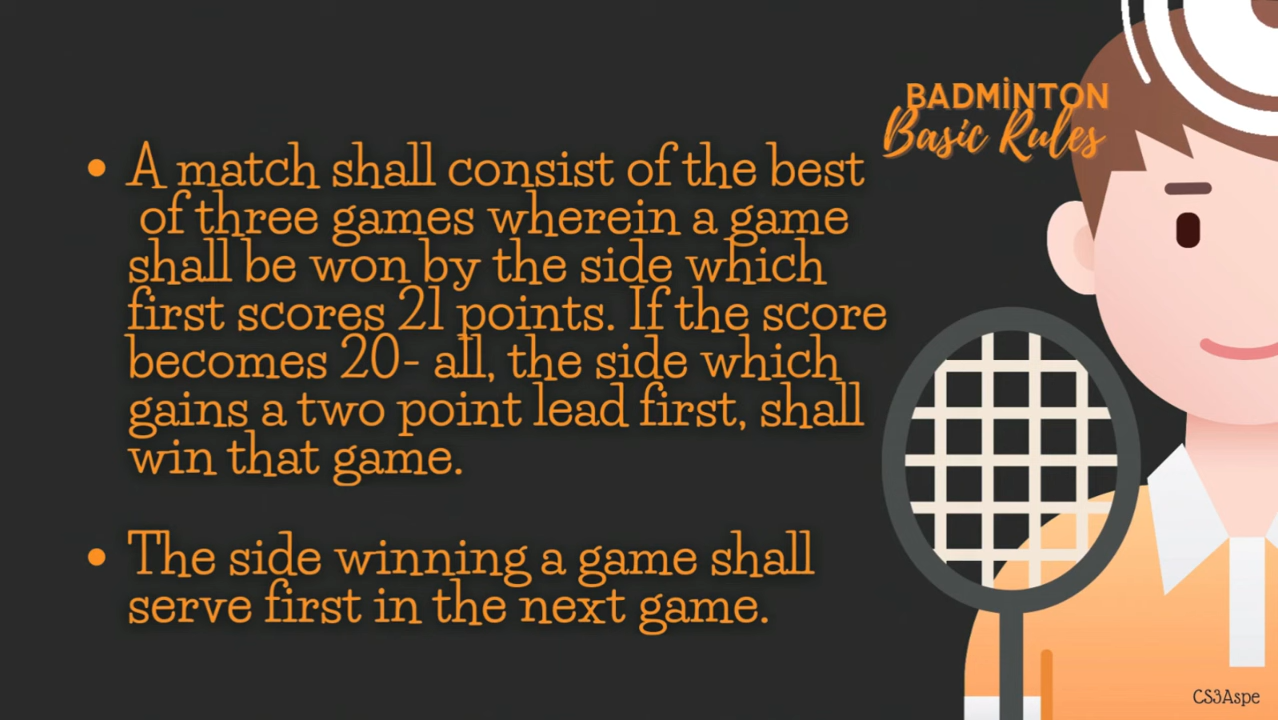 BADMİNTON
Basic Rules
• A match shall consist of the best
of three games wherein a game
shall be won by the side which
first scores 21 points. If the score
becomes 20- all, the side which
gains a two point lead first, shall
win that game.
• The side winning a game shall
serve first in the next game.
CS3Aspe